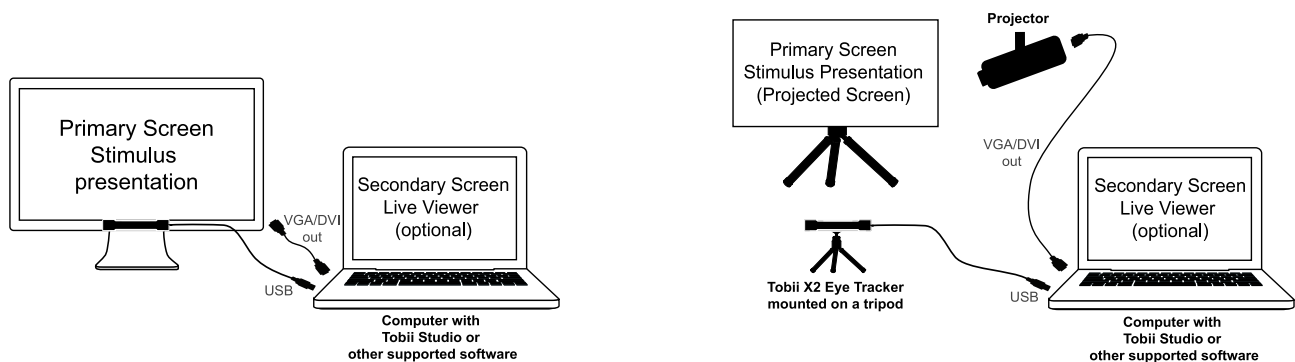 Primary Screen
Stimulus
presentation
VGA/DVI
out
USB
Secondary Screen
Live Viewer
(optional)
Computer with
Tobii Studio or
other supported software
Projector
Primary Screen
Stimulus Presentation
(Projected Screen)
VGA/DVI
out
Tobii X2 Eye Tracker
mounted on a tripod
USB
Secondary Screen
Live Viewer
(optional)
Computer with
Tobii Studio or
other supported software